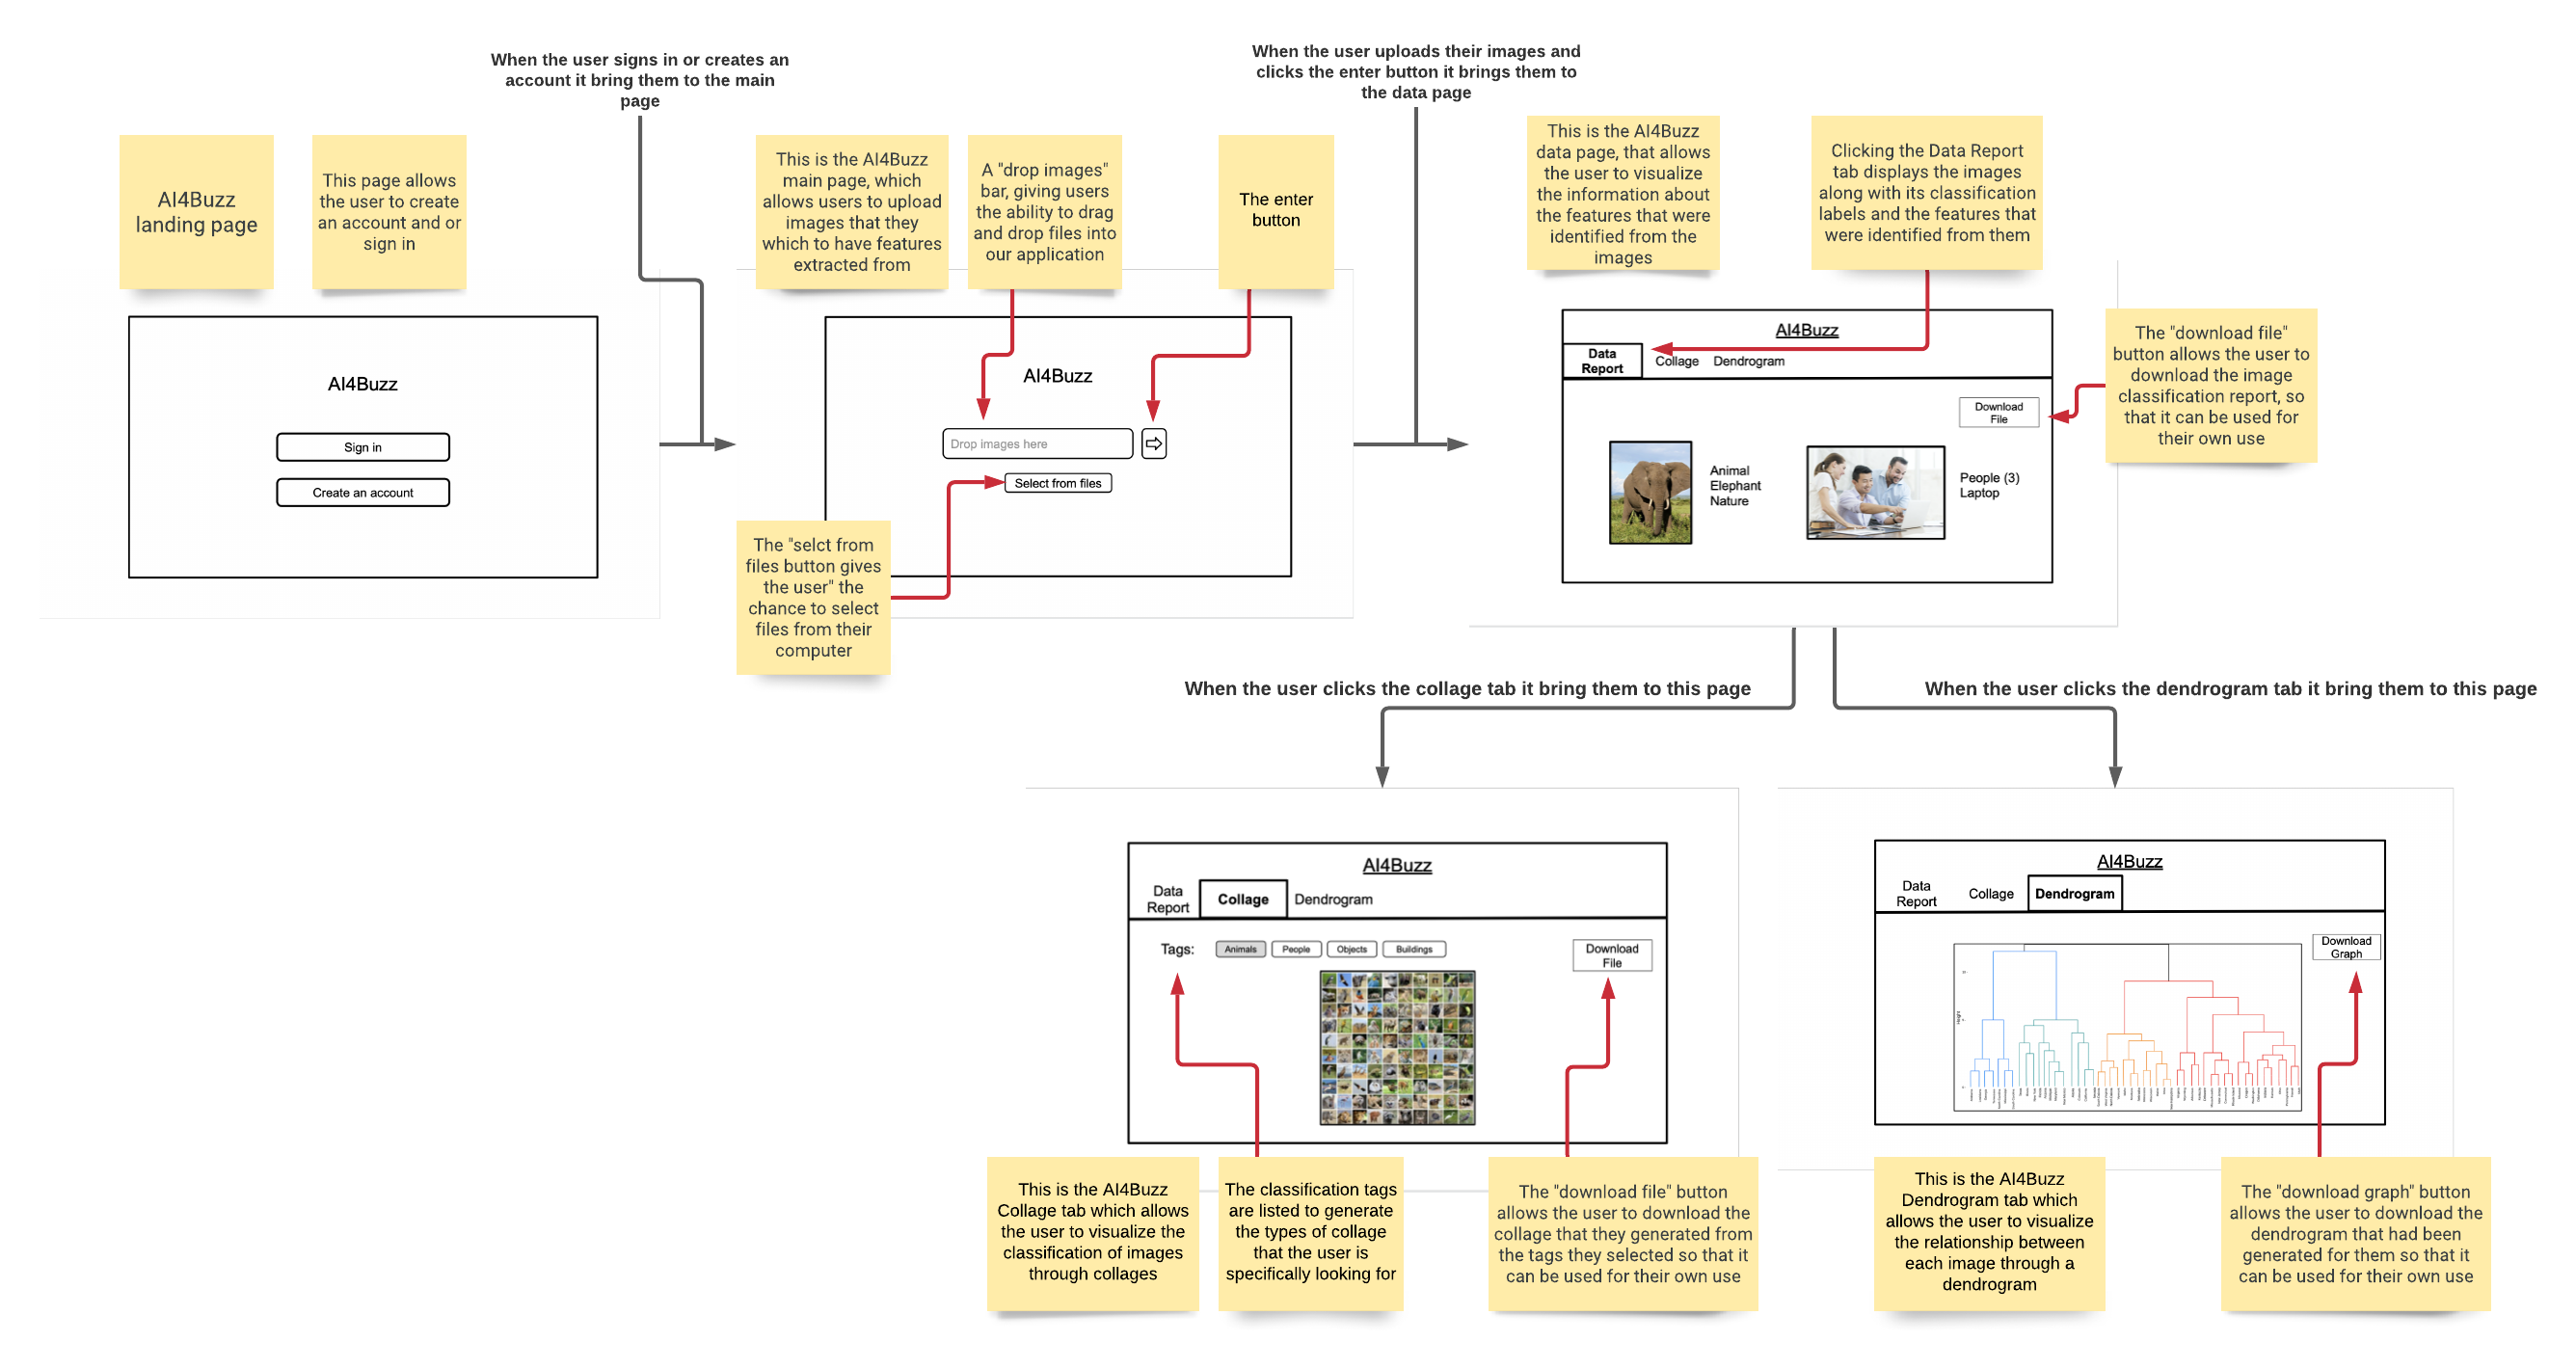 When the user signs in or creates an
account it bring them to the main
page
When the user uploads their images and
clicks the enter button it brings them to
the data page
AI4Buzz
landing page
This page allows
the user to create
an account and or
sign in
This is the AI4Buzz
main page, which
allows users to upload
images that they
which to have features
extracted from
A "drop images"
bar, giving users
the ability to drag
and drop files into
our application
The enter
button
This is the AI4Buzz
data page, that allows
the user to visualize
the information about
the features that were
identified from the
images
Clicking the Data Report
tab displays the images
along with its classification
labels and the features that
were identified from them
The "download file"
button allows the user to
download the image
classification report, so
that it can be used for
their own use
AI4Buzz
Sign in
Create an account
AI4Buzz
Drop images here
Select from files
The "selct from
files button gives
the user" the
chance to select
files from their
computer
AI4Buzz
Data
Report
Collage
Dendrogram
Download
File
Animal
Elephant
Nature
People (3)
Laptop
When the user clicks the collage tab it bring them to this page
When the user clicks the dendrogram tab it bring them to this page
AI4Buzz
Data
Report
Collage
Dendrogram
Tags:
Animals
People
Objects
Buildings
Download
File
AI4Buzz
Data
Report
Collage
Dendrogram
Download
Graph
Height
This is the AI4Buzz
Collage tab which allows
the user to visualize the
classification of images
through collages
The classification tags
are listed to generate
the types of collage
that the user is
specifically looking for
The "download file" button
allows the user to download the
collage that they generated from
the tags they selected so that it
can be used for their own use
This is the AI4Buzz
Dendrogram tab which
allows the user to visualize
the relationship between
each image through a
dendrogram
The "download graph" button
allows the user to download the
dendrogram that had been
generated for them so that it
can be used for their own use